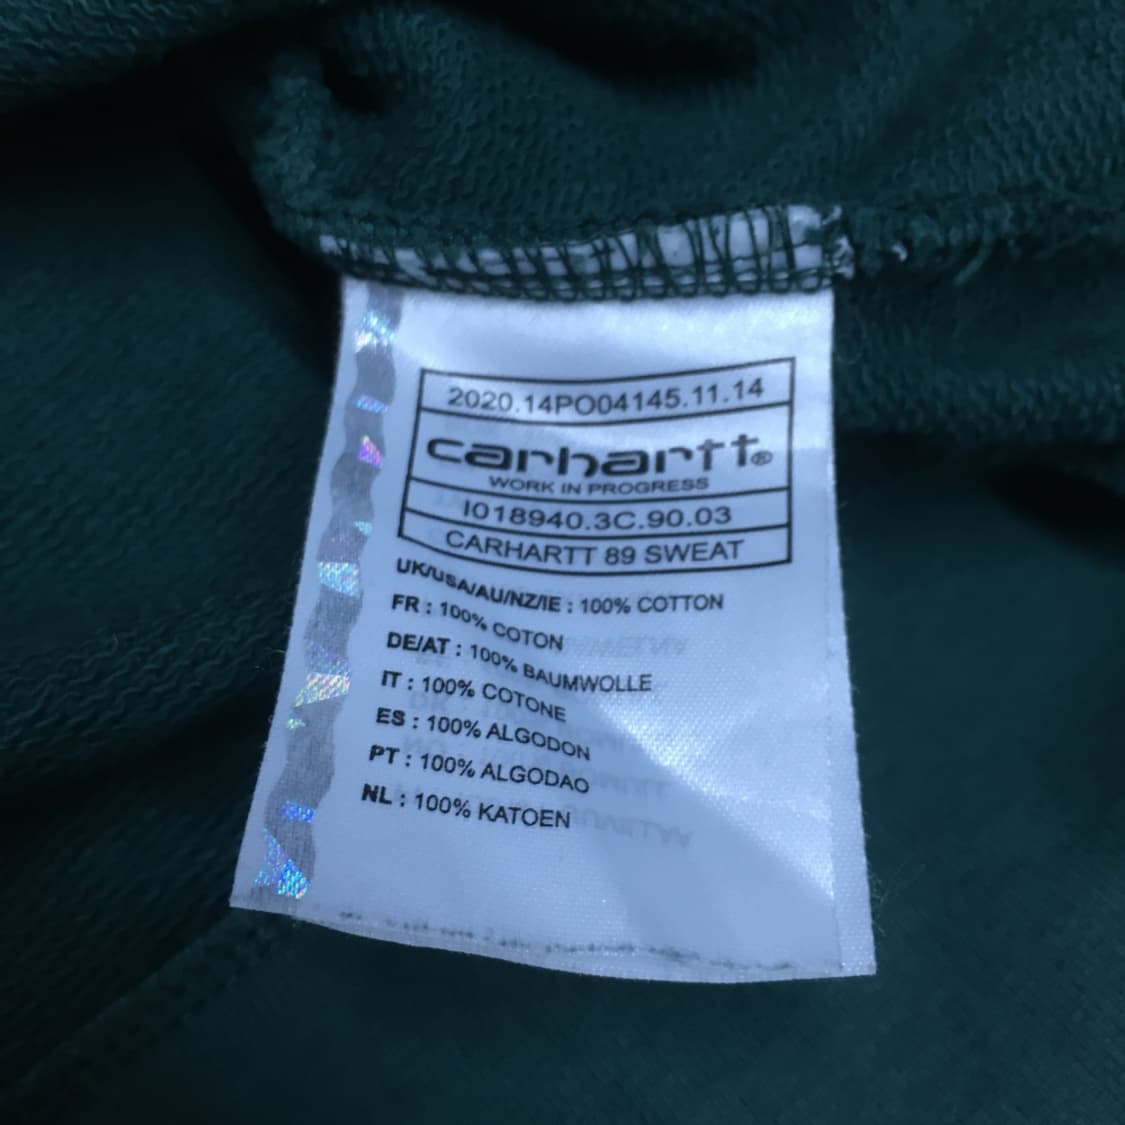 2020.14PO04145.11.14
carhartt®
WORK IN PROGRESS
I018940.3C.90.03
CARHARTT 89 SWEAT
UK/USA/AU/NZ/IE : 100% COTTON
FR : 100% COTON
DE/AT : 100% BAUMWOLLE
IT : 100% COTONE
ES : 100% ALGODON
PT : 100% ALGODAO
NL : 100% KATOEN